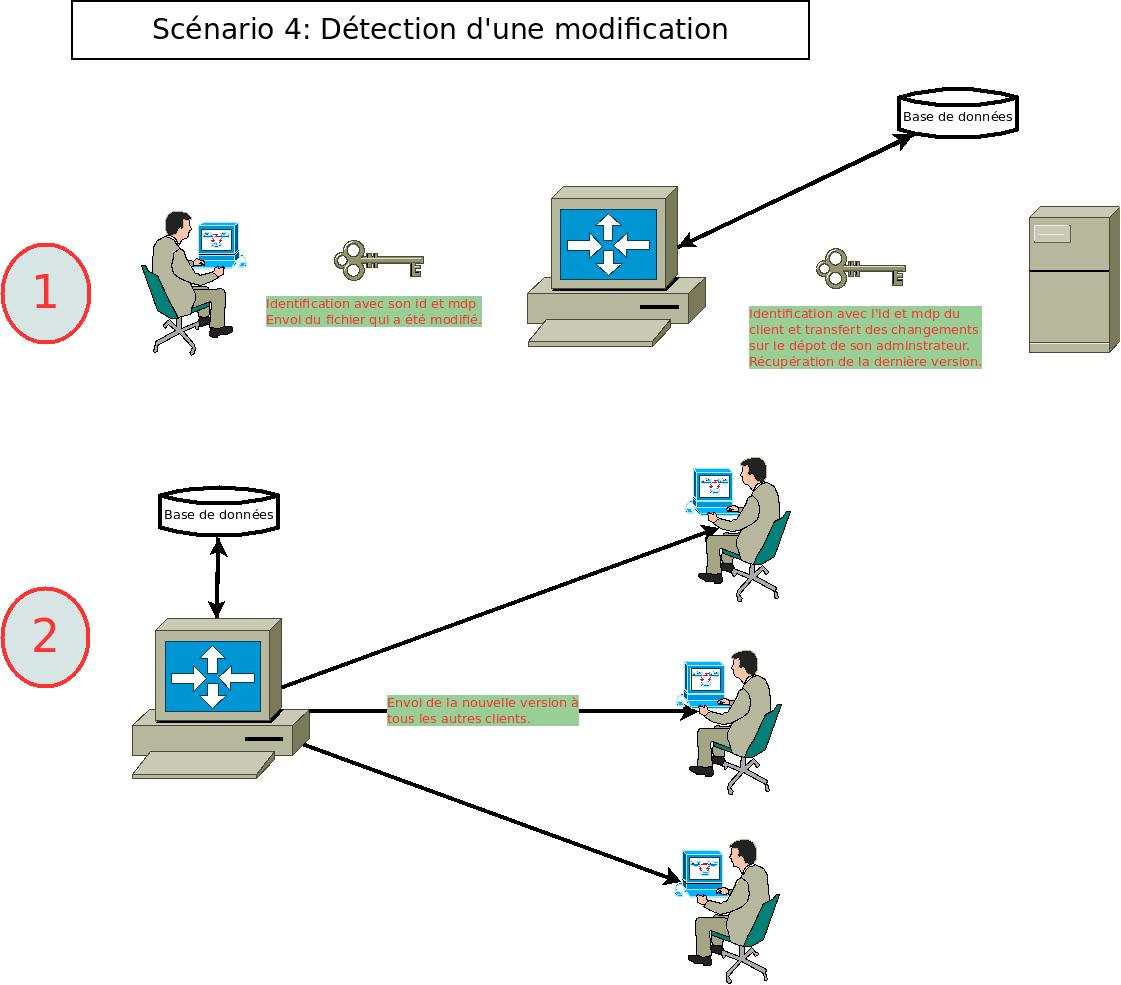 Scénario 4: Détection d'une modification
Base de données
1
Identification avec son id et mdp
Envoi du fichier qui a été modifié.
Identification avec l'id et mdp du
client et transfert des changements
sur le dépot de son adminstrateur.
Récupération de la dernière version.
Base de données
2
Envoi de la nouvelle version à
tous les autres clients.